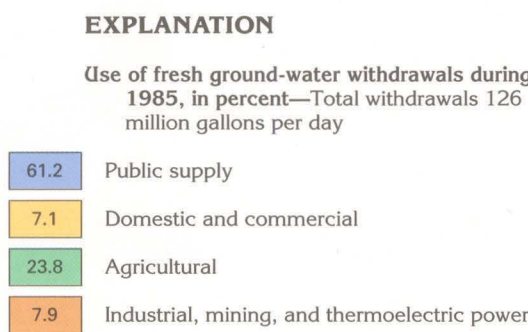 EXPLANATION
Use of fresh ground-water withdrawals during
1985, in percent—Total withdrawals 126
million gallons per day
61.2 Public supply
7.1 Domestic and commercial
23.8 Agricultural
7.9 Industrial, mining, and thermoelectric power